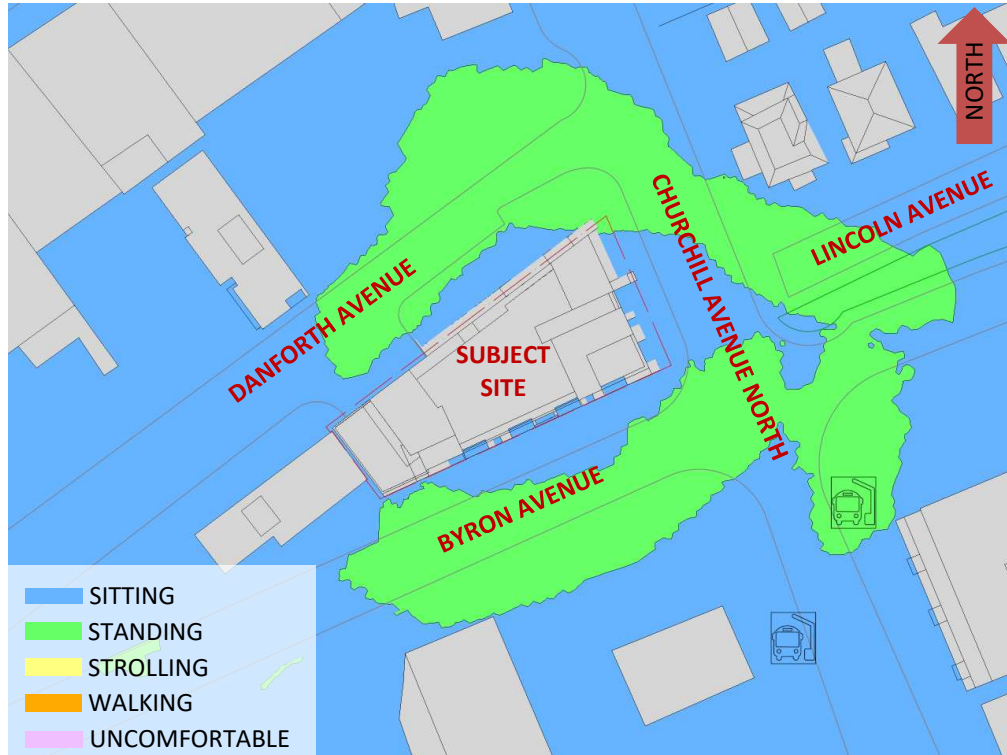 NORTH
CHURCHILL AVENUE NORTH
LINCOLN AVENUE
DANFORTH AVENUE
SUBJECT
SITE
BYRON AVENUE
SITTING
STANDING
STROLLING
WALKING
UNCOMFORTABLE